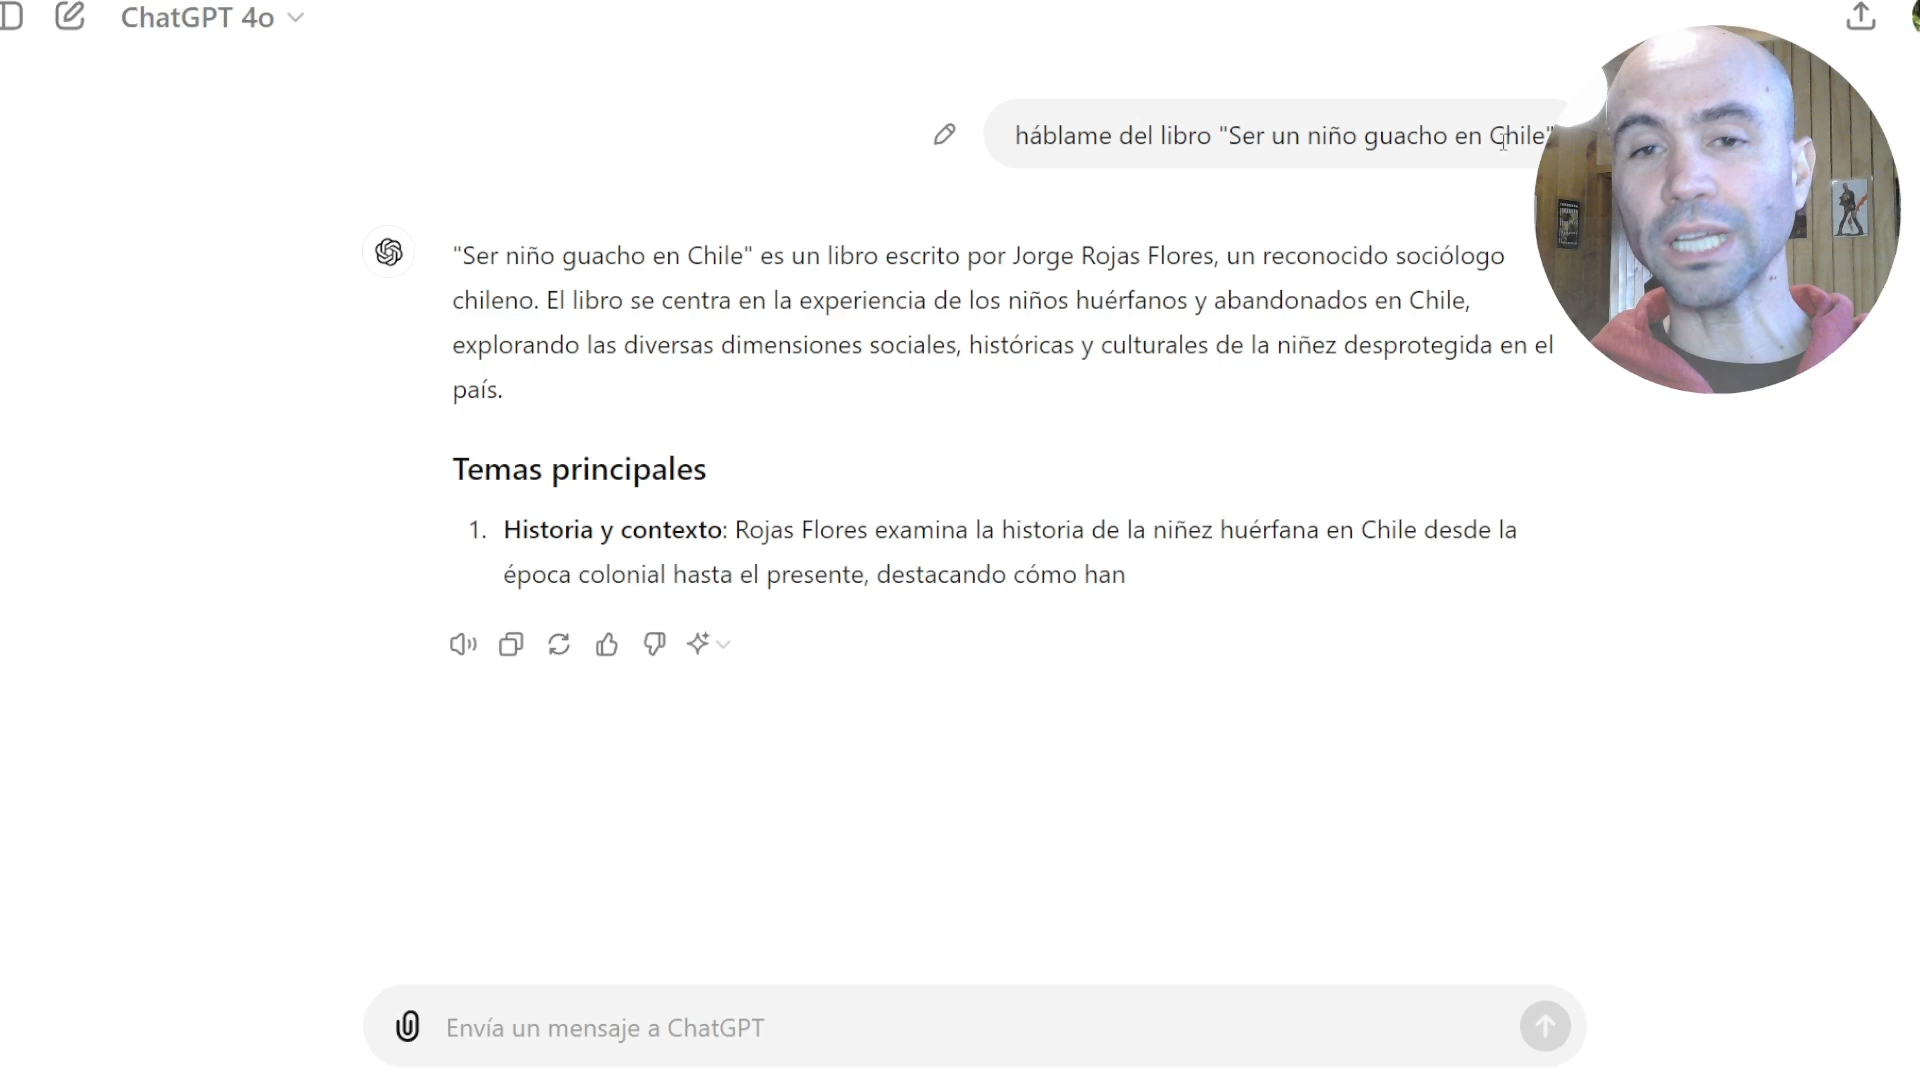 ChatGPT 4o
háblame del libro "Ser un niño guacho en Chile"
"Ser niño guacho en Chile" es un libro escrito por Jorge Rojas Flores, un reconocido sociólogo
chileno. El libro se centra en la experiencia de los niños huérfanos y abandonados en Chile,
explorando las diversas dimensiones sociales, históricas y culturales de la niñez desprotegida en el
país.
Temas principales
1. Historia y contexto: Rojas Flores examina la historia de la niñez huérfana en Chile desde la
época colonial hasta el presente, destacando cómo han
Envía un mensaje a ChatGPT